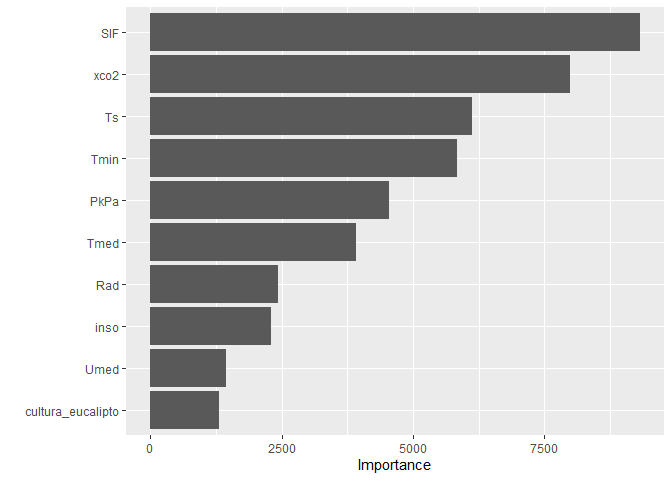 SIF
xco2
Ts
Tmin
PkPa
Tmed
Rad
inso
Umed
cultura_eucalipto
0 2500 5000 7500
Importance